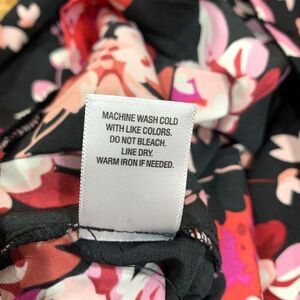 MACHINE WASH COLD
WITH LIKE COLORS.
DO NOT BLEACH.
LINE DRY.
WARM IRON IF NEEDED.